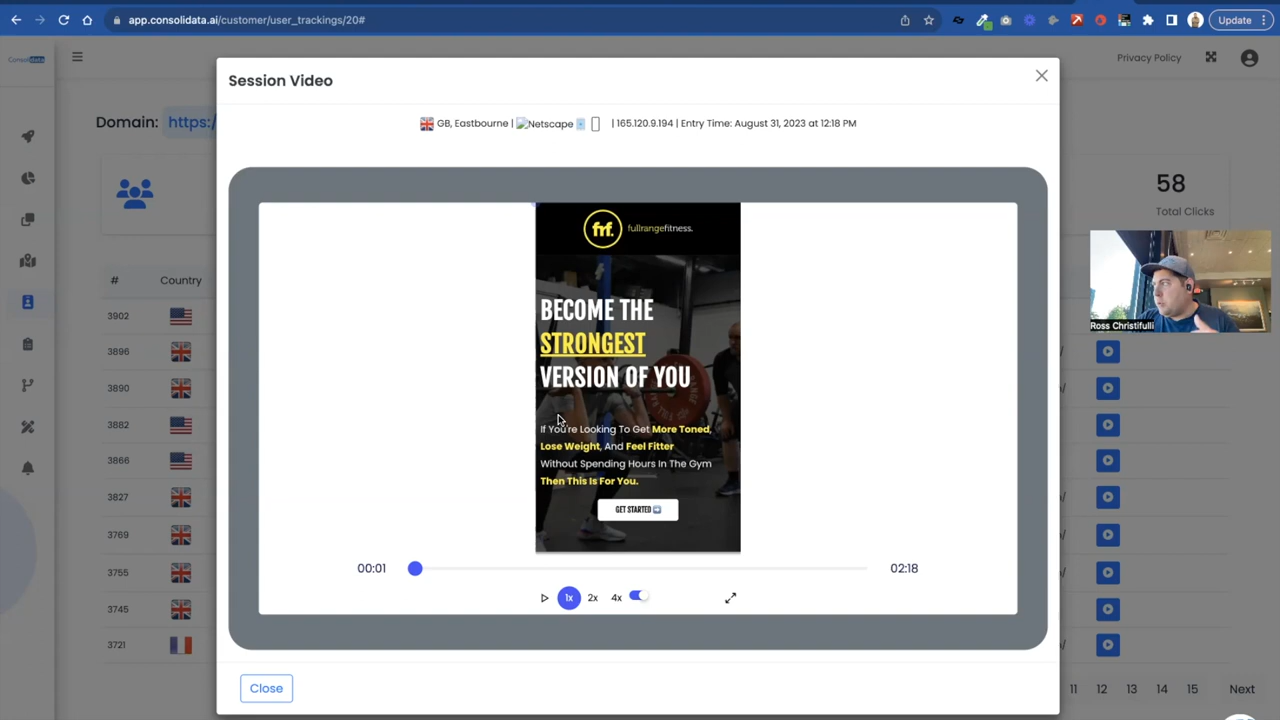 app.consolidata.ai/customer/user_trackings/20#
Update
Consolidata
Privacy Policy
Session Video
Domain: https:/
GB, Eastbourne | Netscape | 165.120.9.194 | Entry Time: August 31, 2023 at 12:18 PM
58
Total Clicks
frf. fullrangefitness.
BECOME THE
STRONGEST
VERSION OF YOU
If You're Looking To Get More Toned,
Lose Weight, And Feel Fitter
Without Spending Hours In The Gym
Then This Is For You.
GET STARTED
Ross Christifulli
# Country
3902
3896
3890
3882
3866
3827
3769
3755
3745
3721
00:01 02:18
1x 2x 4x
Close
11 12 13 14 15 Next